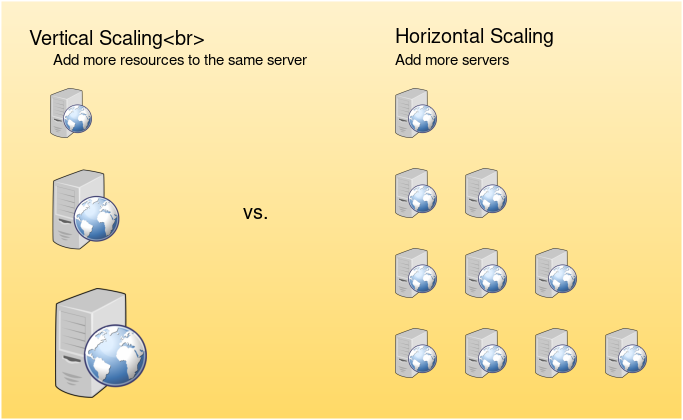 Vertical Scaling<br>
Add more resources to the same server
Horizontal Scaling
Add more servers
vs.